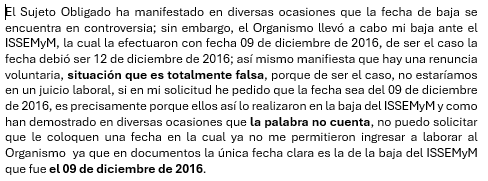 El Sujeto Obligado ha manifestado en diversas ocasiones que la fecha de baja se
encuentra en controversia; sin embargo, el Organismo llevó a cabo mi baja ante el
ISSEMyM, la cual la efectuaron con fecha 09 de diciembre de 2016, de ser el caso la
fecha debió ser 12 de diciembre de 2016; así mismo manifiesta que hay una renuncia
voluntaria, situación que es totalmente falsa, porque de ser el caso, no estaríamos
en un juicio laboral, si en mi solicitud he pedido que la fecha sea del 09 de diciembre
de 2016, es precisamente porque ellos así lo realizaron en la baja del ISSEMyM y como
han demostrado en diversas ocasiones que la palabra no cuenta, no puedo solicitar
que le coloquen una fecha en la cual ya no me permitieron ingresar a laborar al
Organismo ya que en documentos la única fecha clara es la de la baja del ISSEMyM
que fue el 09 de diciembre de 2016.